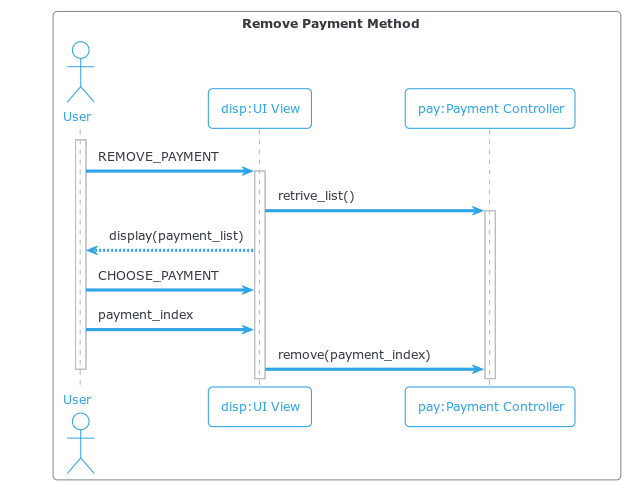 Remove Payment Method
User
disp:UI View
pay:Payment Controller
REMOVE_PAYMENT
retrive_list()
display(payment_list)
CHOOSE_PAYMENT
payment_index
remove(payment_index)
User
disp:UI View
pay:Payment Controller